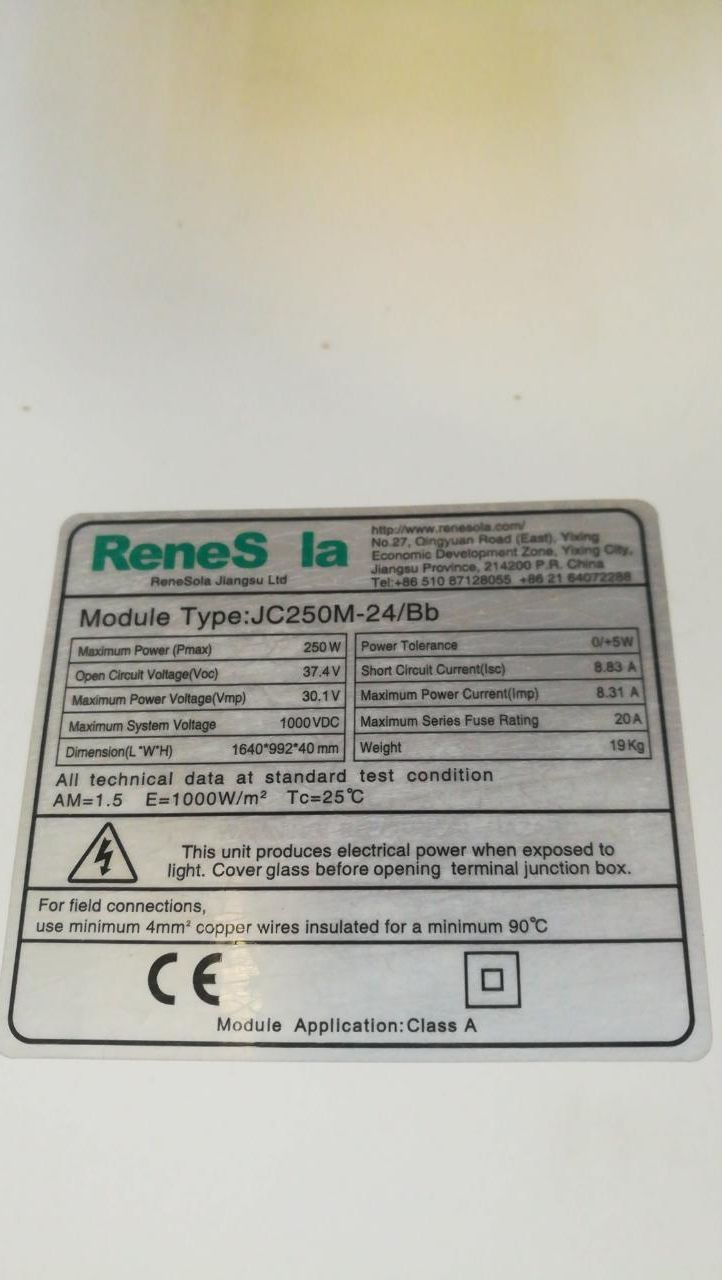 ReneS la
ReneSola Jiangsu Ltd
http://www.renesola.com/
No.27, Qingyuan Road (East), Yixing
Economic Development Zone, Yixing City,
Jiangsu Province, 214200 P.R. China
Tel:+86 510 87128055 +86 21 64072288
Module Type:JC250M-24/Bb
Maximum Power (Pmax) 250W
Open Circuit Voltage(Voc) 37.4V
Maximum Power Voltage(Vmp) 30.1V
Maximum System Voltage 1000VDC
Dimension(L*W*H) 1640*992*40 mm
Power Tolerance 0/+5W
Short Circuit Current(Isc) 8.83 A
Maximum Power Current(Imp) 8.31 A
Maximum Series Fuse Rating 20A
Weight 19Kg
All technical data at standard test condition
AM=1.5 E=1000W/m² Tc=25℃
This unit produces electrical power when exposed to
light. Cover glass before opening terminal junction box.
For field connections,
use minimum 4mm² copper wires insulated for a minimum 90℃
CE
Module Application:Class A